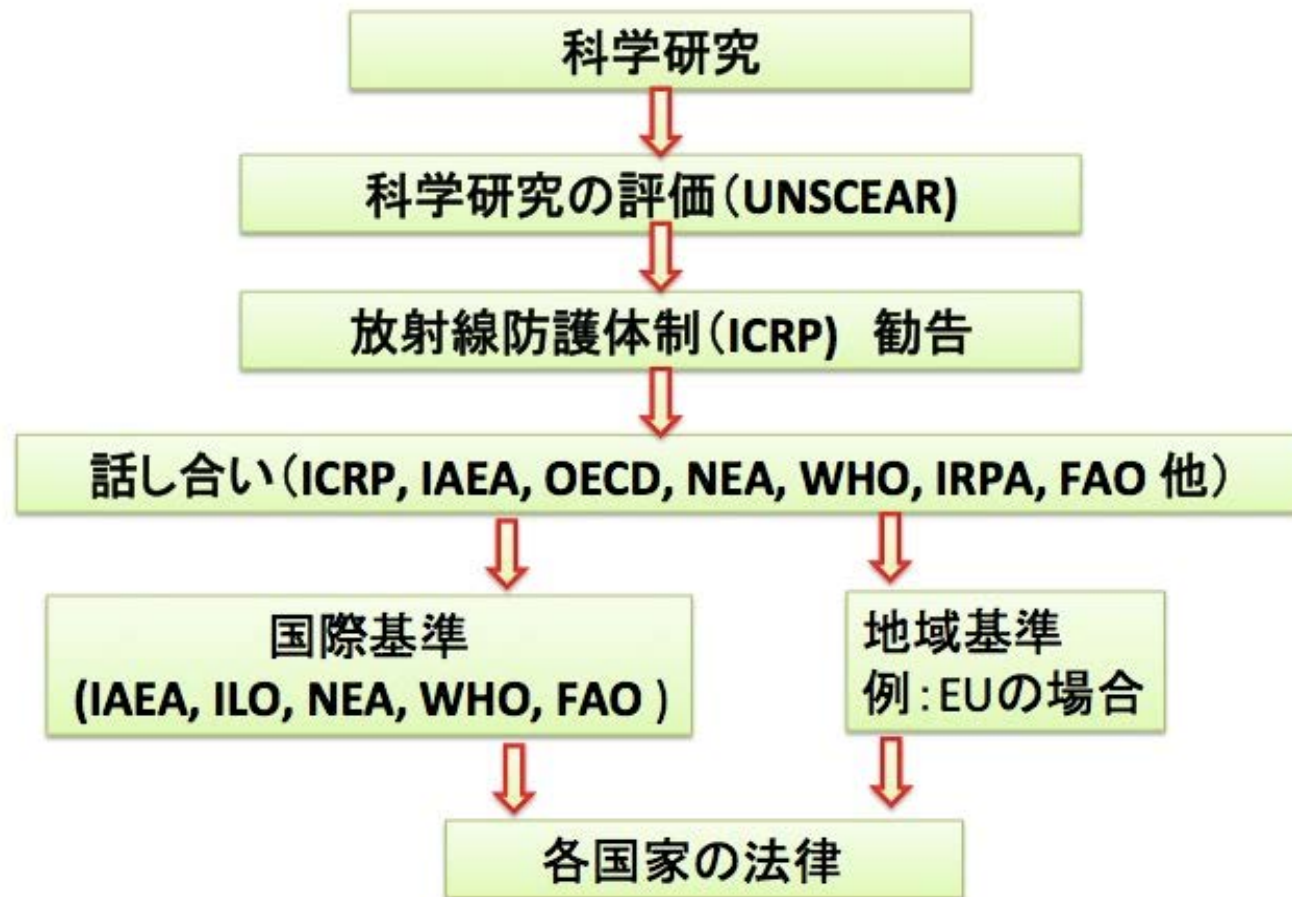 科学研究
科学研究の評価(UNSCEAR)
放射線防護体制(ICRP) 勧告
話し合い(ICRP, IAEA, OECD, NEA, WHO, IRPA, FAO 他)
国際基準
(IAEA, ILO, NEA, WHO, FAO )
地域基準
例:EUの場合
各国家の法律